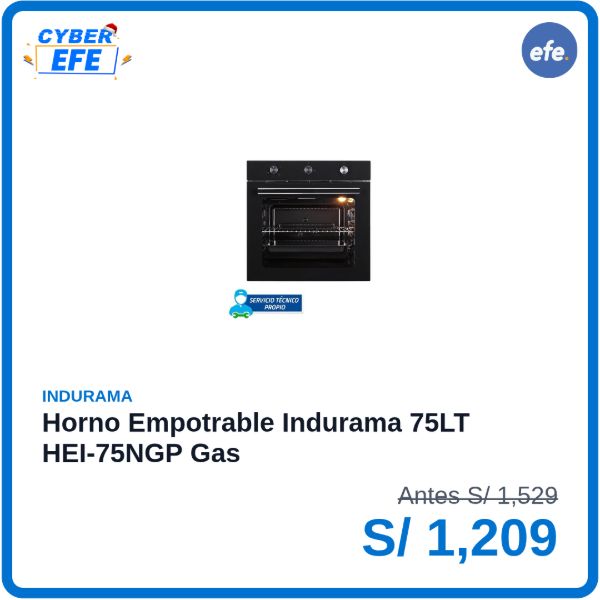 CYBER
EFE
efe.
SERVICIO TÉCNICO
PROPIO
INDURAMA
Horno Empotrable Indurama 75LT
HEI-75NGP Gas
Antes S/ 1,529
S/ 1,209